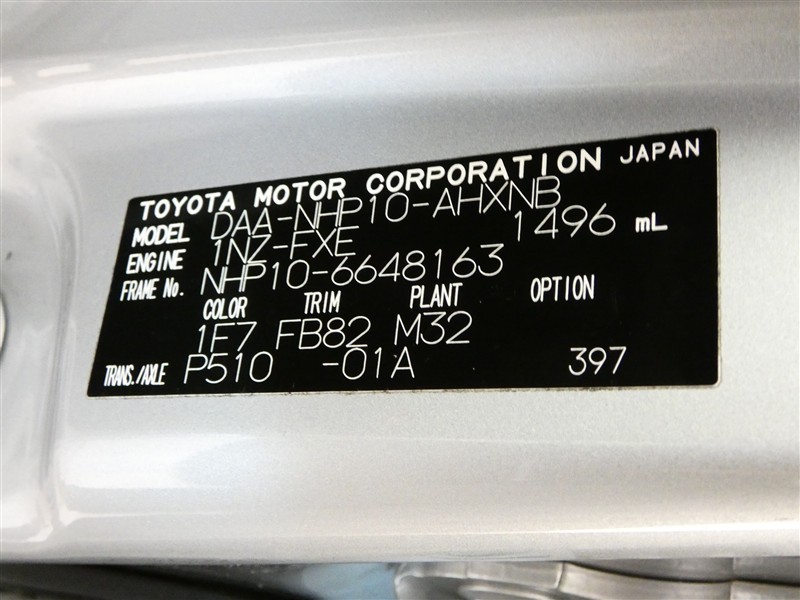 TOYOTA MOTOR CORPORATION JAPAN
MODEL DAA-NHP10-AHXNB
ENGINE 1NZ-FXE 1496 mL
FRAME No. NHP10-6648163
COLOR TRIM PLANT OPTION
1F7 FB82 M32
TRANS./AXLE P510 -01A 397